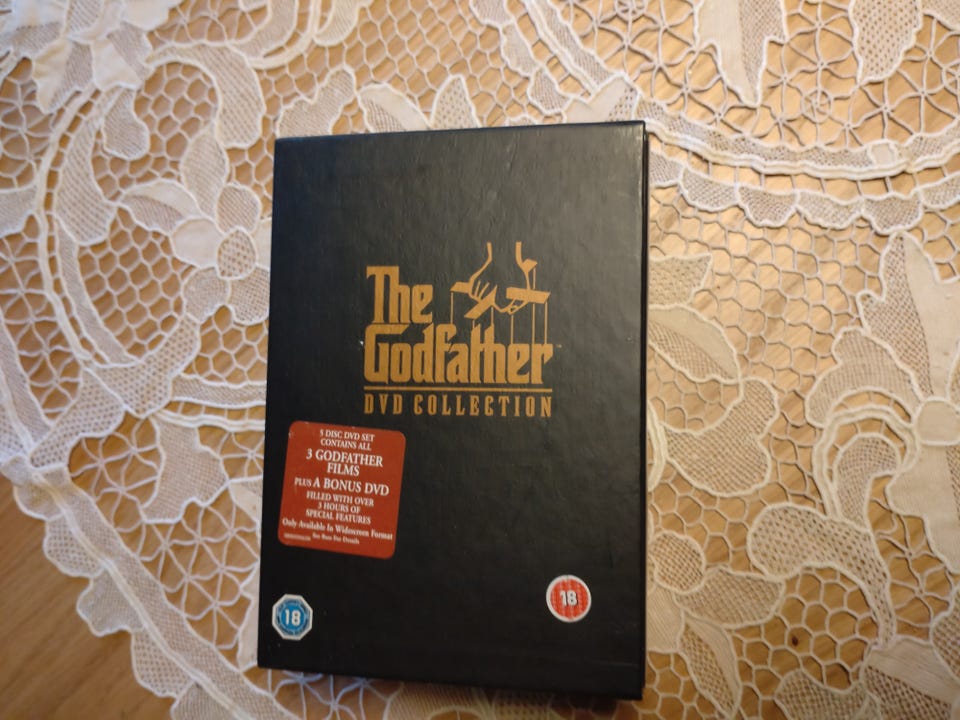 The
Godfather
DVD COLLECTION
5 DISC DVD SET
CONTAINS ALL
3 GODFATHER
FILMS
PLUS A BONUS DVD
FILLED WITH OVER
3 HOURS OF
SPECIAL FEATURES
Only Available In Widescreen Format
See Base For Details
18
18